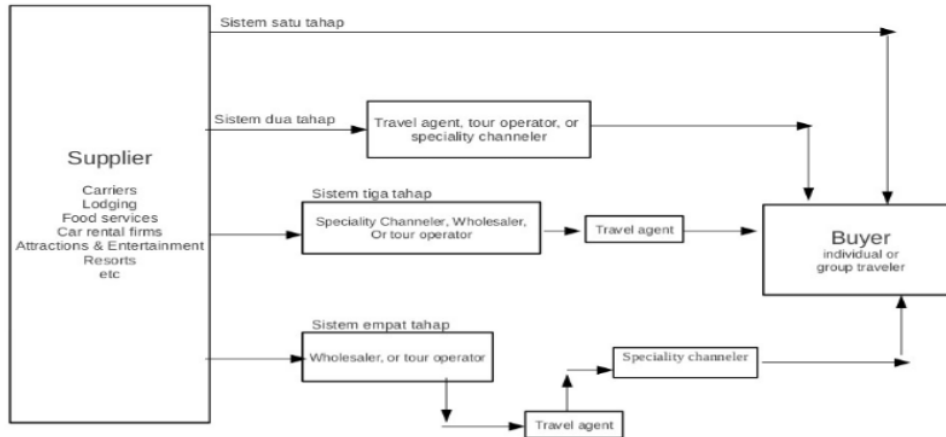 Supplier
Carriers
Lodging
Food services
Car rental firms
Attractions & Entertainment
Resorts
etc
Sistem satu tahap
Sistem dua tahap
Travel agent, tour operator, or
speciality channeler
Sistem tiga tahap
Speciality Channeler, Wholesaler,
Or tour operator
Travel agent
Buyer
individual or
group traveler
Sistem empat tahap
Wholesaler, or tour operator
Travel agent
Speciality channeler